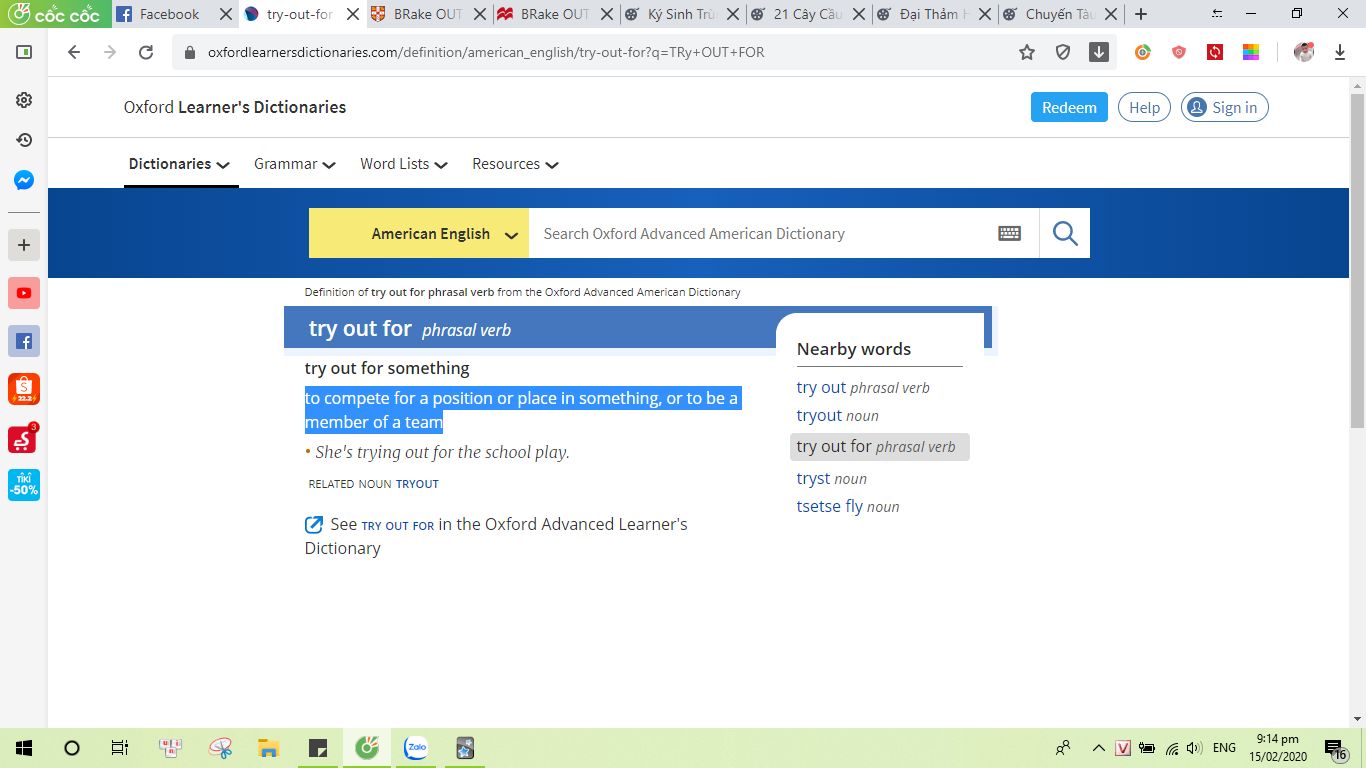 cốc cốc
Facebook
try-out-for
BRake OUT
BRake OUT
Ký Sinh Trù
21 Cây Cầu
Đại Thảm H
Chuyến Tàu
oxfordlearnersdictionaries.com/definition/american_english/try-out-for?q=TRy+OUT+FOR
Oxford Learner's Dictionaries
Redeem
Help
Sign in
Dictionaries
Grammar
Word Lists
Resources
American English
Search Oxford Advanced American Dictionary
Definition of try out for phrasal verb from the Oxford Advanced American Dictionary
try out for phrasal verb
try out for something
to compete for a position or place in something, or to be a
member of a team
• She's trying out for the school play.
RELATED NOUN TRYOUT
See TRY OUT FOR in the Oxford Advanced Learner's
Dictionary
Nearby words
try out phrasal verb
tryout noun
try out for phrasal verb
tryst noun
tsetse fly noun
S
22.2
3
TIKI
-50%
Zalo
V
ENG
9:14 pm
15/02/2020
16